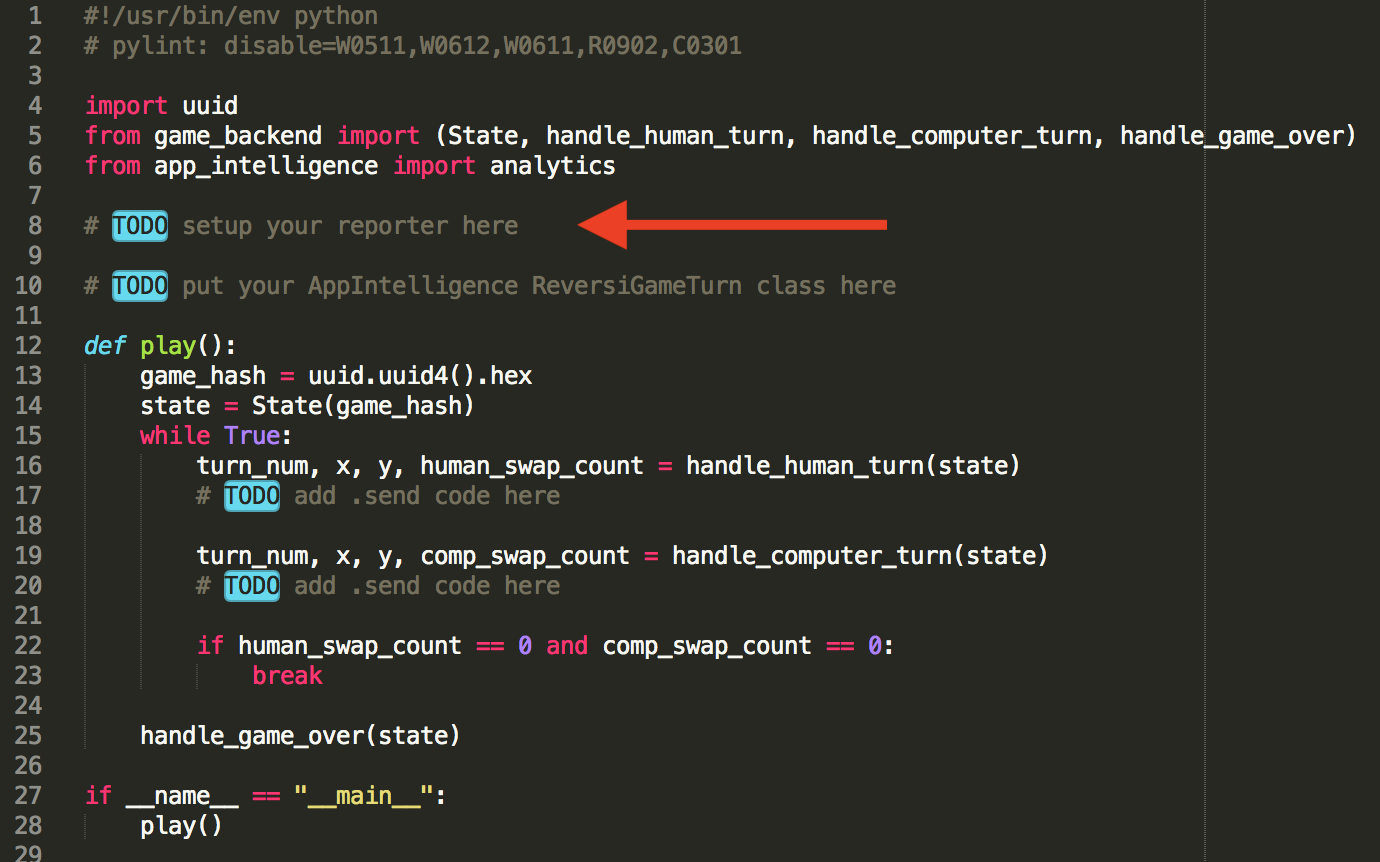 1 #!/usr/bin/env python
2 # pylint: disable=W0511,W0612,W0611,R0902,C0301
3
4 import uuid
5 from game_backend import (State, handle_human_turn, handle_computer_turn, handle_game_over)
6 from app_intelligence import analytics
7
8 # TODO setup your reporter here
9
10 # TODO put your AppIntelligence ReversiGameTurn class here
11
12 def play():
13     game_hash = uuid.uuid4().hex
14     state = State(game_hash)
15     while True:
16         turn_num, x, y, human_swap_count = handle_human_turn(state)
17         # TODO add .send code here
18
19         turn_num, x, y, comp_swap_count = handle_computer_turn(state)
20         # TODO add .send code here
21
22         if human_swap_count == 0 and comp_swap_count == 0:
23             break
24
25     handle_game_over(state)
26
27 if __name__ == "__main__":
28     play()
29